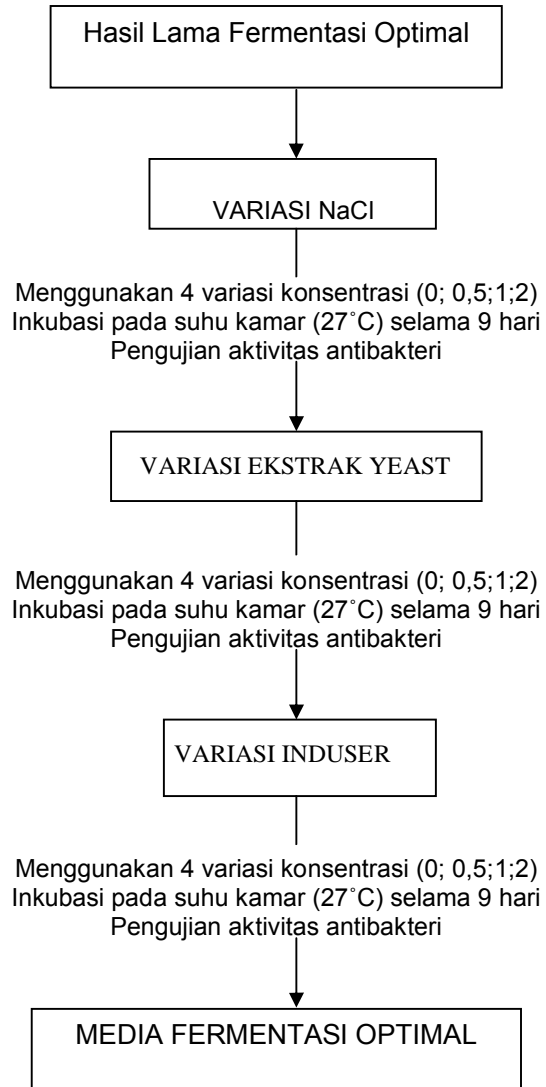 Hasil Lama Fermentasi Optimal
VARIASI NaCl
Menggunakan 4 variasi konsentrasi (0; 0,5;1;2)
Inkubasi pada suhu kamar (27˚C) selama 9 hari
Pengujian aktivitas antibakteri
VARIASI EKSTRAK YEAST
Menggunakan 4 variasi konsentrasi (0; 0,5;1;2)
Inkubasi pada suhu kamar (27˚C) selama 9 hari
Pengujian aktivitas antibakteri
VARIASI INDUSER
Menggunakan 4 variasi konsentrasi (0; 0,5;1;2)
Inkubasi pada suhu kamar (27˚C) selama 9 hari
Pengujian aktivitas antibakteri
MEDIA FERMENTASI OPTIMAL